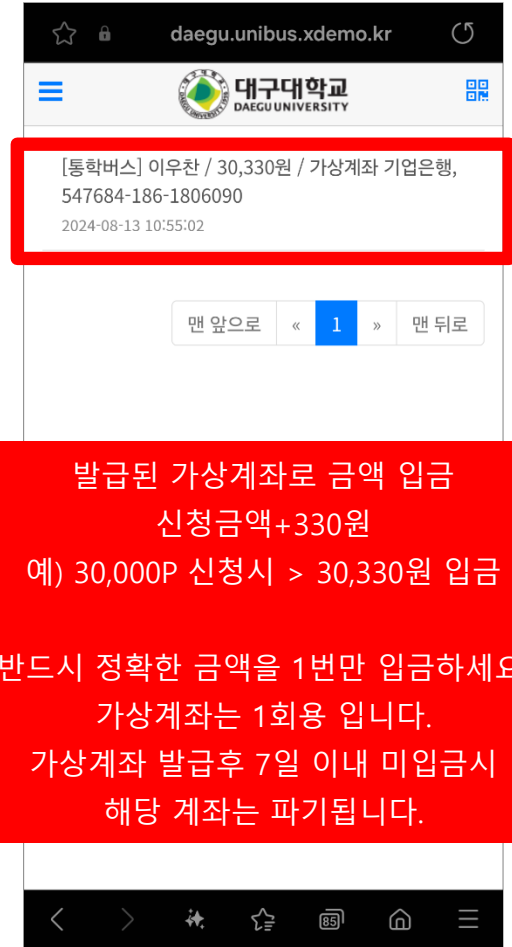 daegu.unibus.xdemo.kr
대구대학교
DAEGU UNIVERSITY
[통학버스] 이우찬 / 30,330원 / 가상계좌 기업은행,
547684-186-1806090
2024-08-13 10:55:02
맨 앞으로 « 1 » 맨 뒤로
발급된 가상계좌로 금액 입금
신청금액+330원
예) 30,000P 신청시 > 30,330원 입금
반드시 정확한 금액을 1번만 입금하세요
가상계좌는 1회용 입니다.
가상계좌 발급후 7일 이내 미입금시
해당 계좌는 파기됩니다.
85